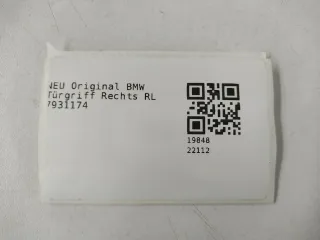 NEU Original BMW
Türgriff Rechts RL
7931174
19848
22112